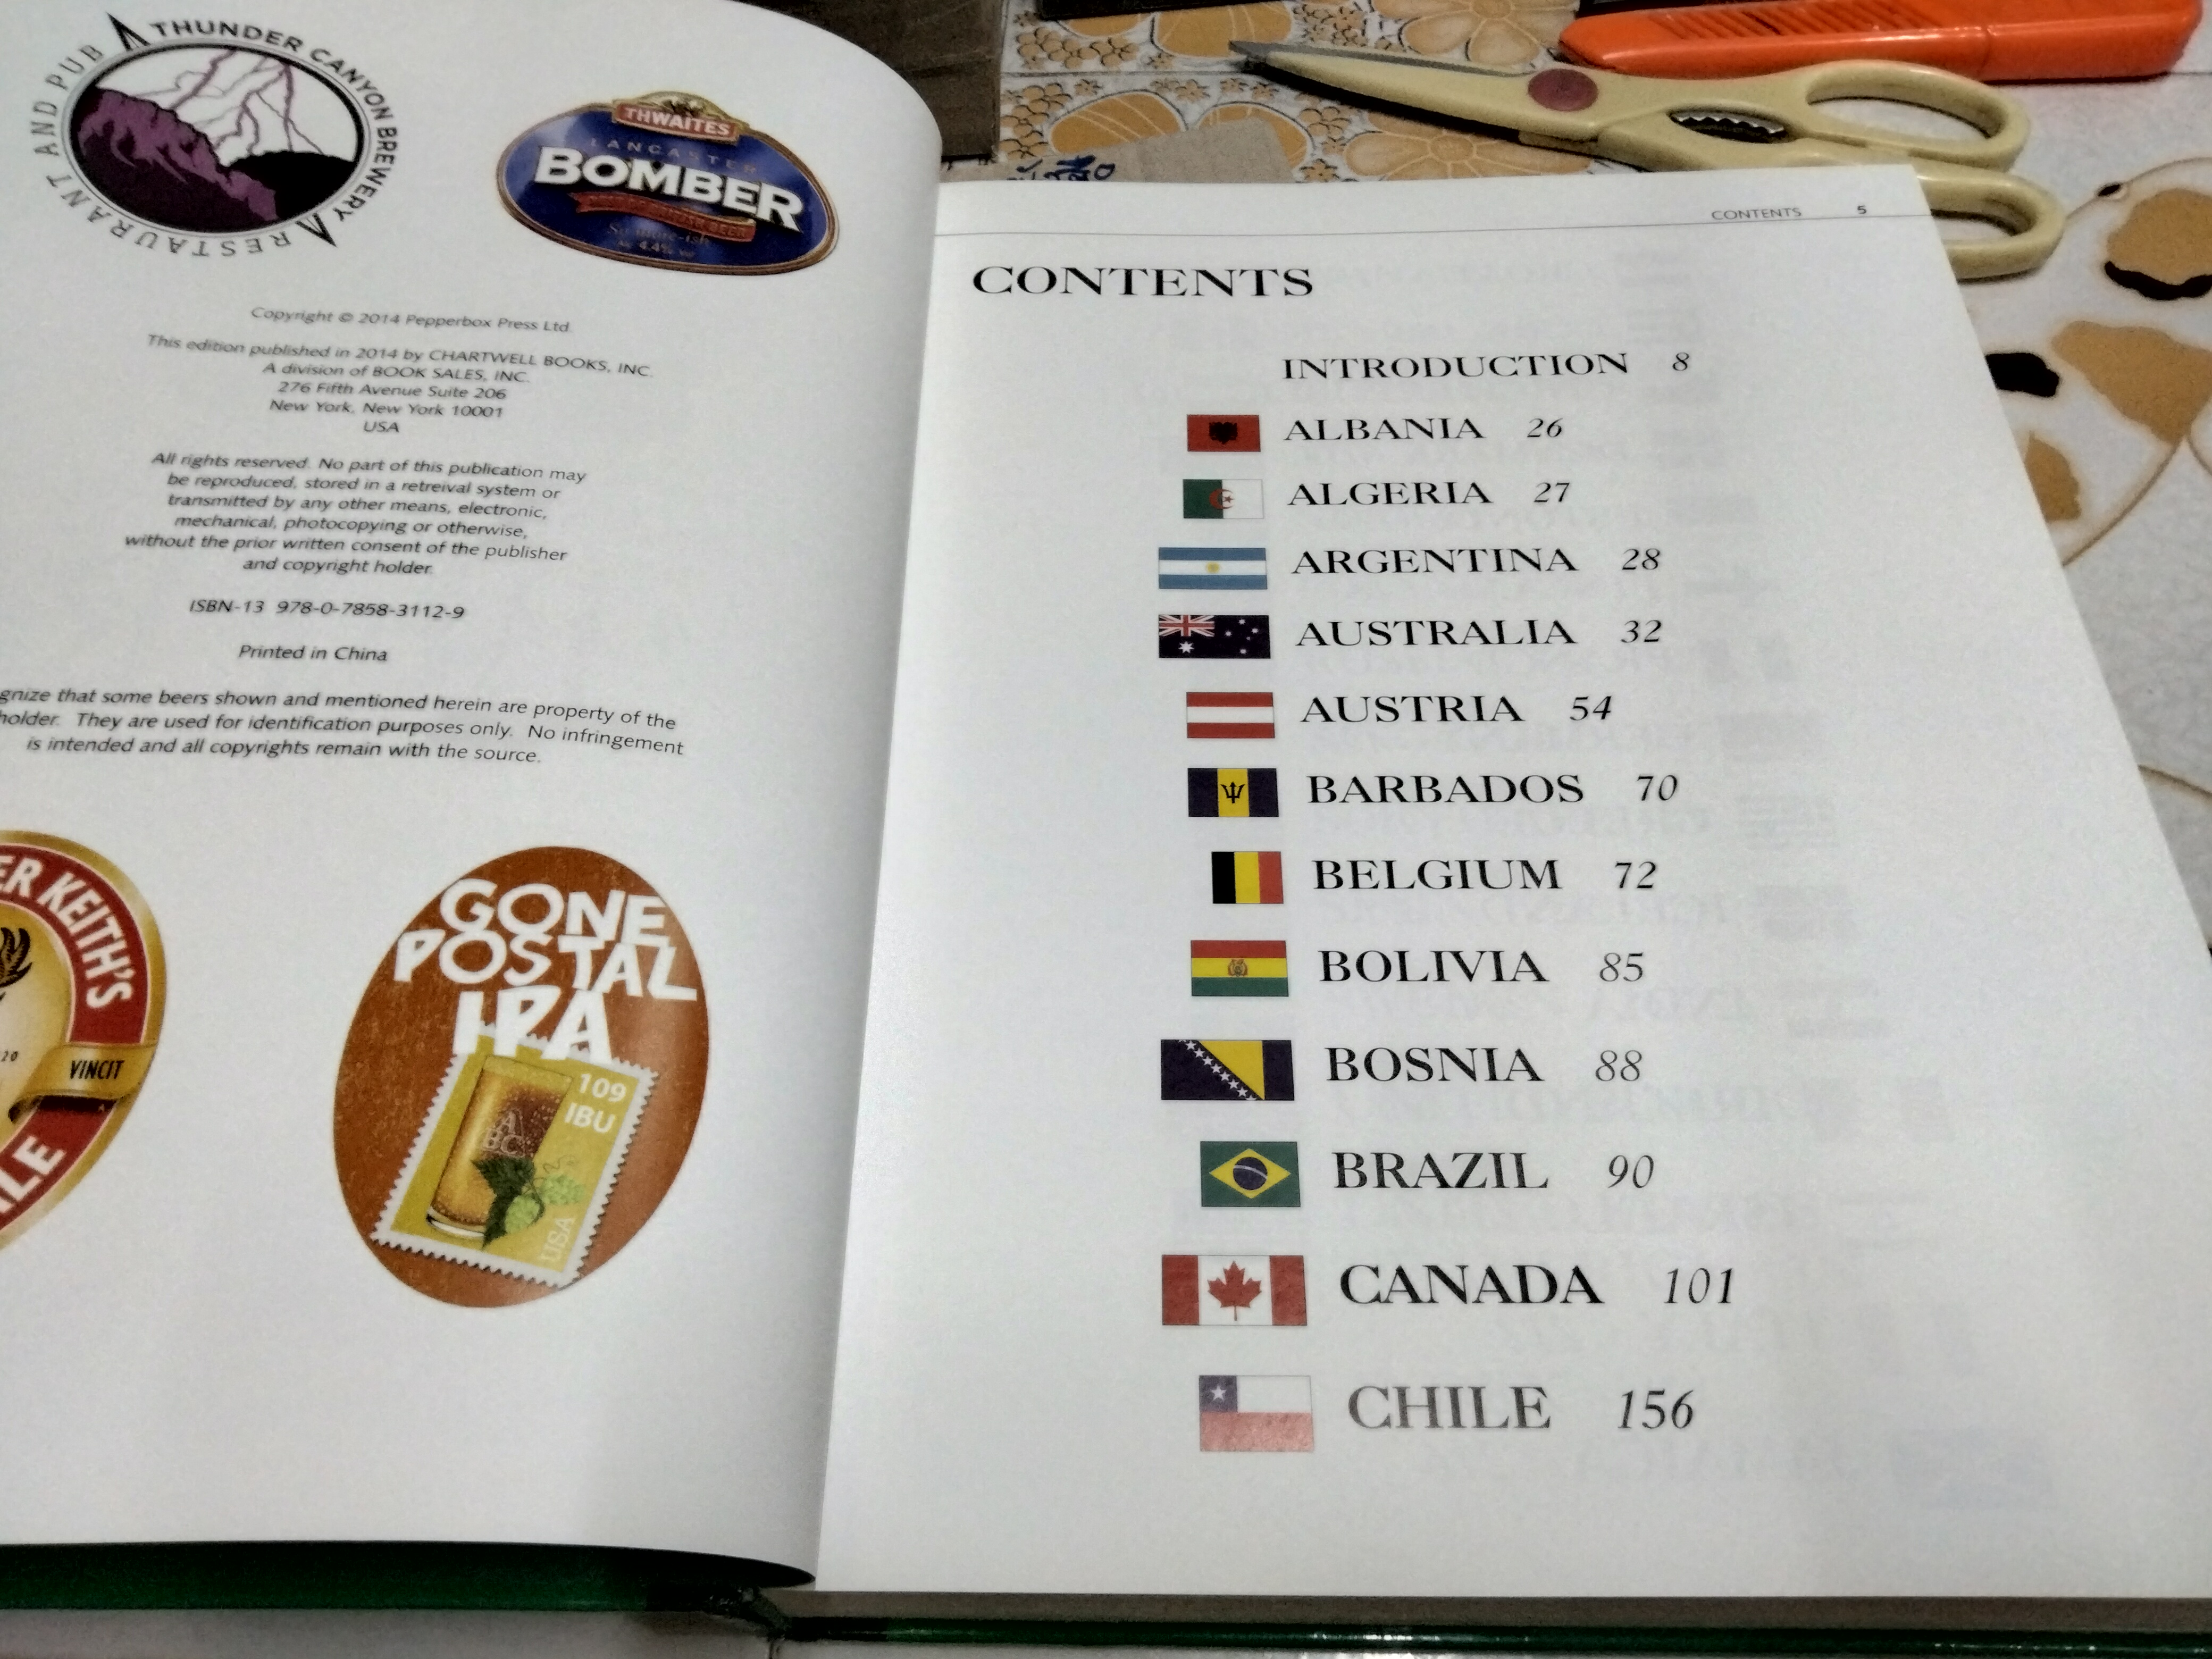 THUNDER CANYON BREWERY
RESTAURANT AND PUB
THWAITES
LANCASTER
BOMBER
Copyright © 2014 Pepperbox Press Ltd.
This edition published in 2014 by CHARTWELL BOOKS, INC.
A division of BOOK SALES, INC.
276 Fifth Avenue Suite 206
New York, New York 10001
USA
All rights reserved. No part of this publication may
be reproduced, stored in a retreival system or
transmitted by any other means, electronic,
mechanical, photocopying or otherwise,
without the prior written consent of the publisher
and copyright holder.
ISBN-13 978-0-7858-3112-9
Printed in China
gnize that some beers shown and mentioned herein are property of the
holder. They are used for identification purposes only. No infringement
is intended and all copyrights remain with the source.
ER KEITH'S
VINCIT
GONE
POSTAL
IPA
109
IBU
USA
CONTENTS 5
CONTENTS
INTRODUCTION 8
ALBANIA 26
ALGERIA 27
ARGENTINA 28
AUSTRALIA 32
AUSTRIA 54
BARBADOS 70
BELGIUM 72
BOLIVIA 85
BOSNIA 88
BRAZIL 90
CANADA 101
CHILE 156